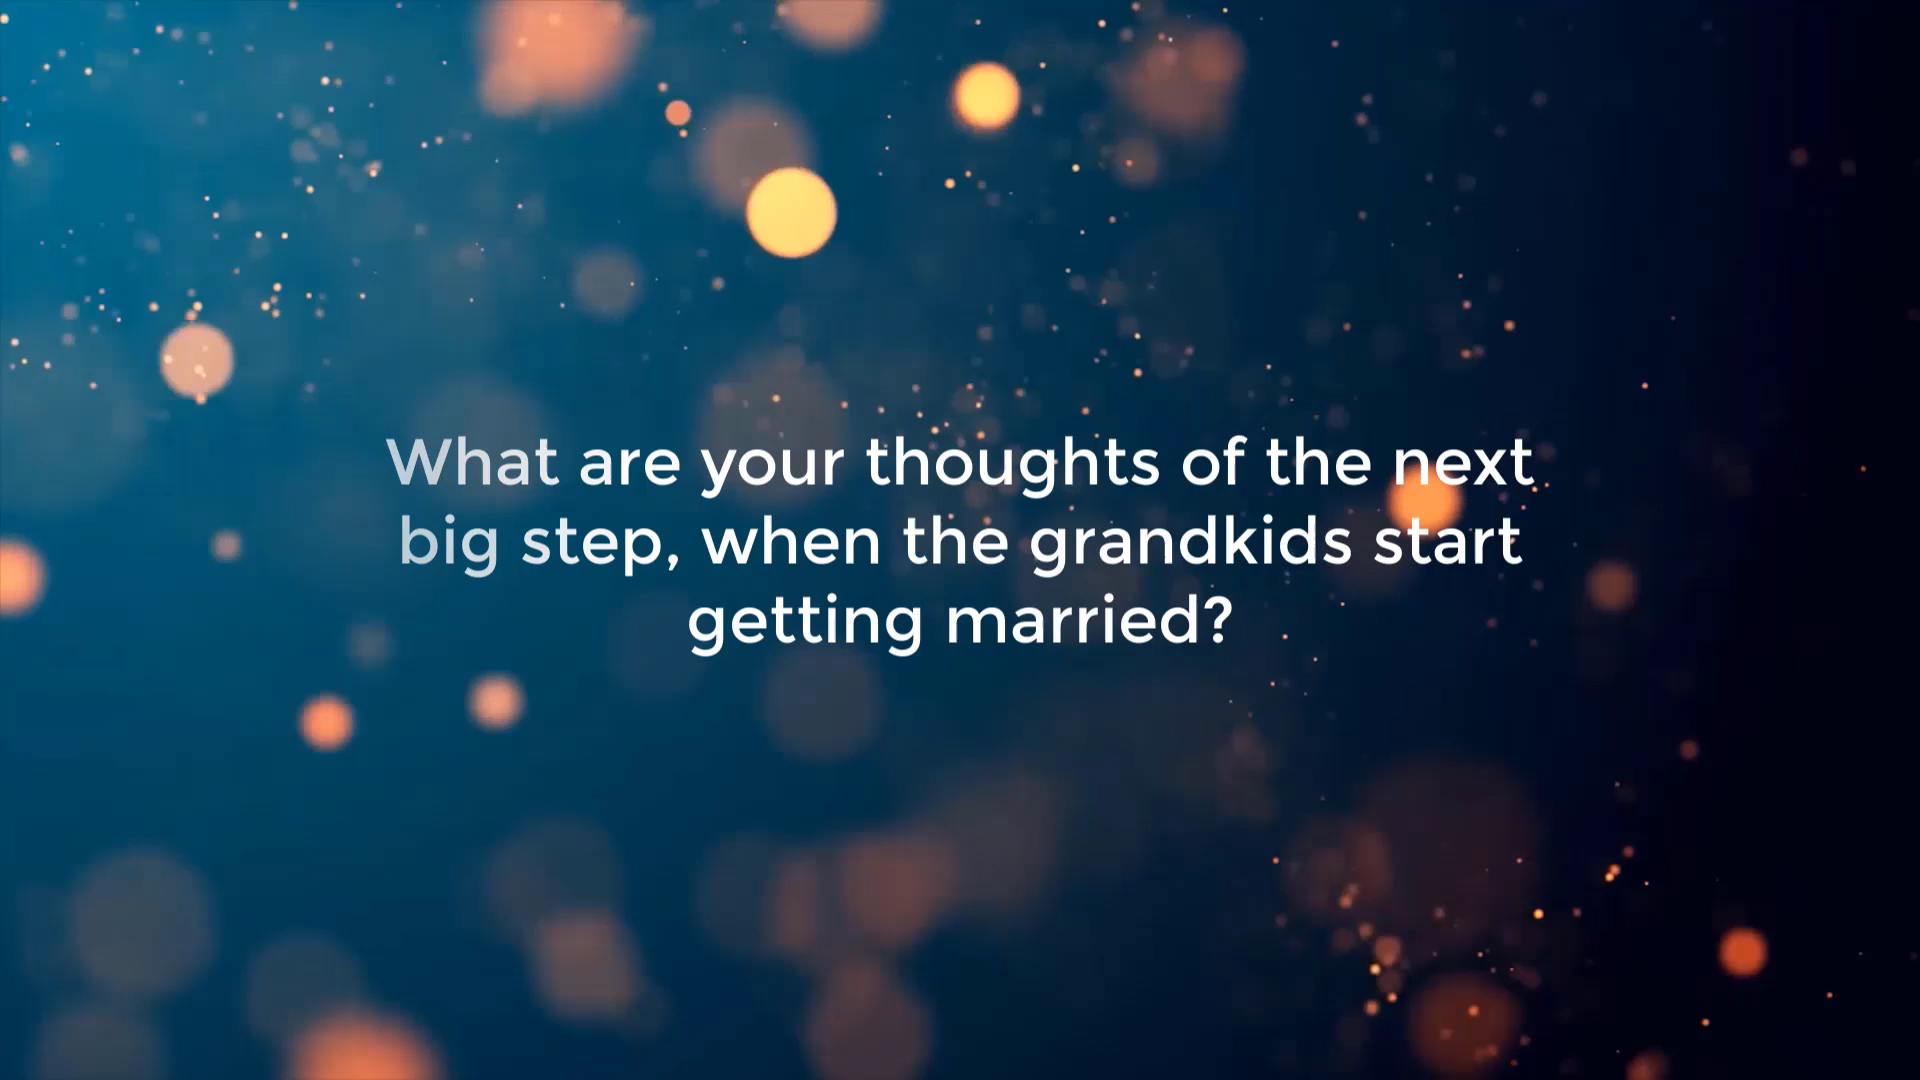 What are your thoughts of the next
big step, when the grandkids start
getting married?